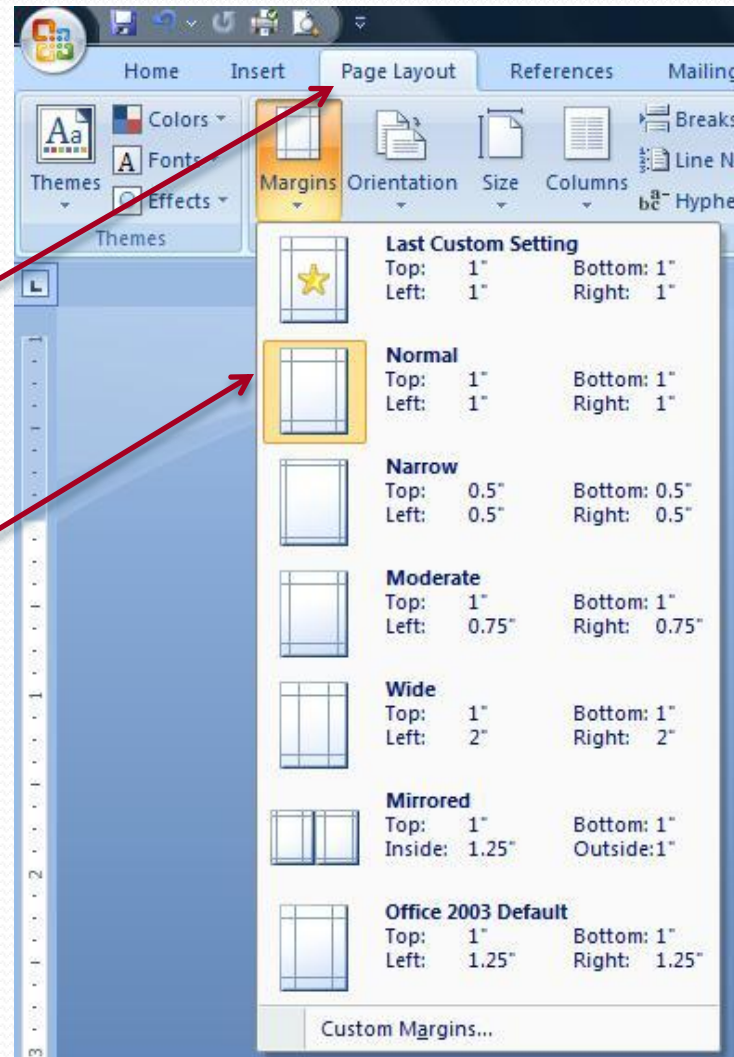 Home Insert Page Layout References Mailing
Aa Colors
A Fonts
Effects
Themes
Margins Orientation Size Columns
Breaks
Line N
Hyphe
Themes
Last Custom Setting
Top: 1" Bottom: 1"
Left: 1" Right: 1"
Normal
Top: 1" Bottom: 1"
Left: 1" Right: 1"
Narrow
Top: 0.5" Bottom: 0.5"
Left: 0.5" Right: 0.5"
Moderate
Top: 1" Bottom: 1"
Left: 0.75" Right: 0.75"
Wide
Top: 1" Bottom: 1"
Left: 2" Right: 2"
Mirrored
Top: 1" Bottom: 1"
Inside: 1.25" Outside:1"
Office 2003 Default
Top: 1" Bottom: 1"
Left: 1.25" Right: 1.25"
Custom Margins...
1
1
2
3